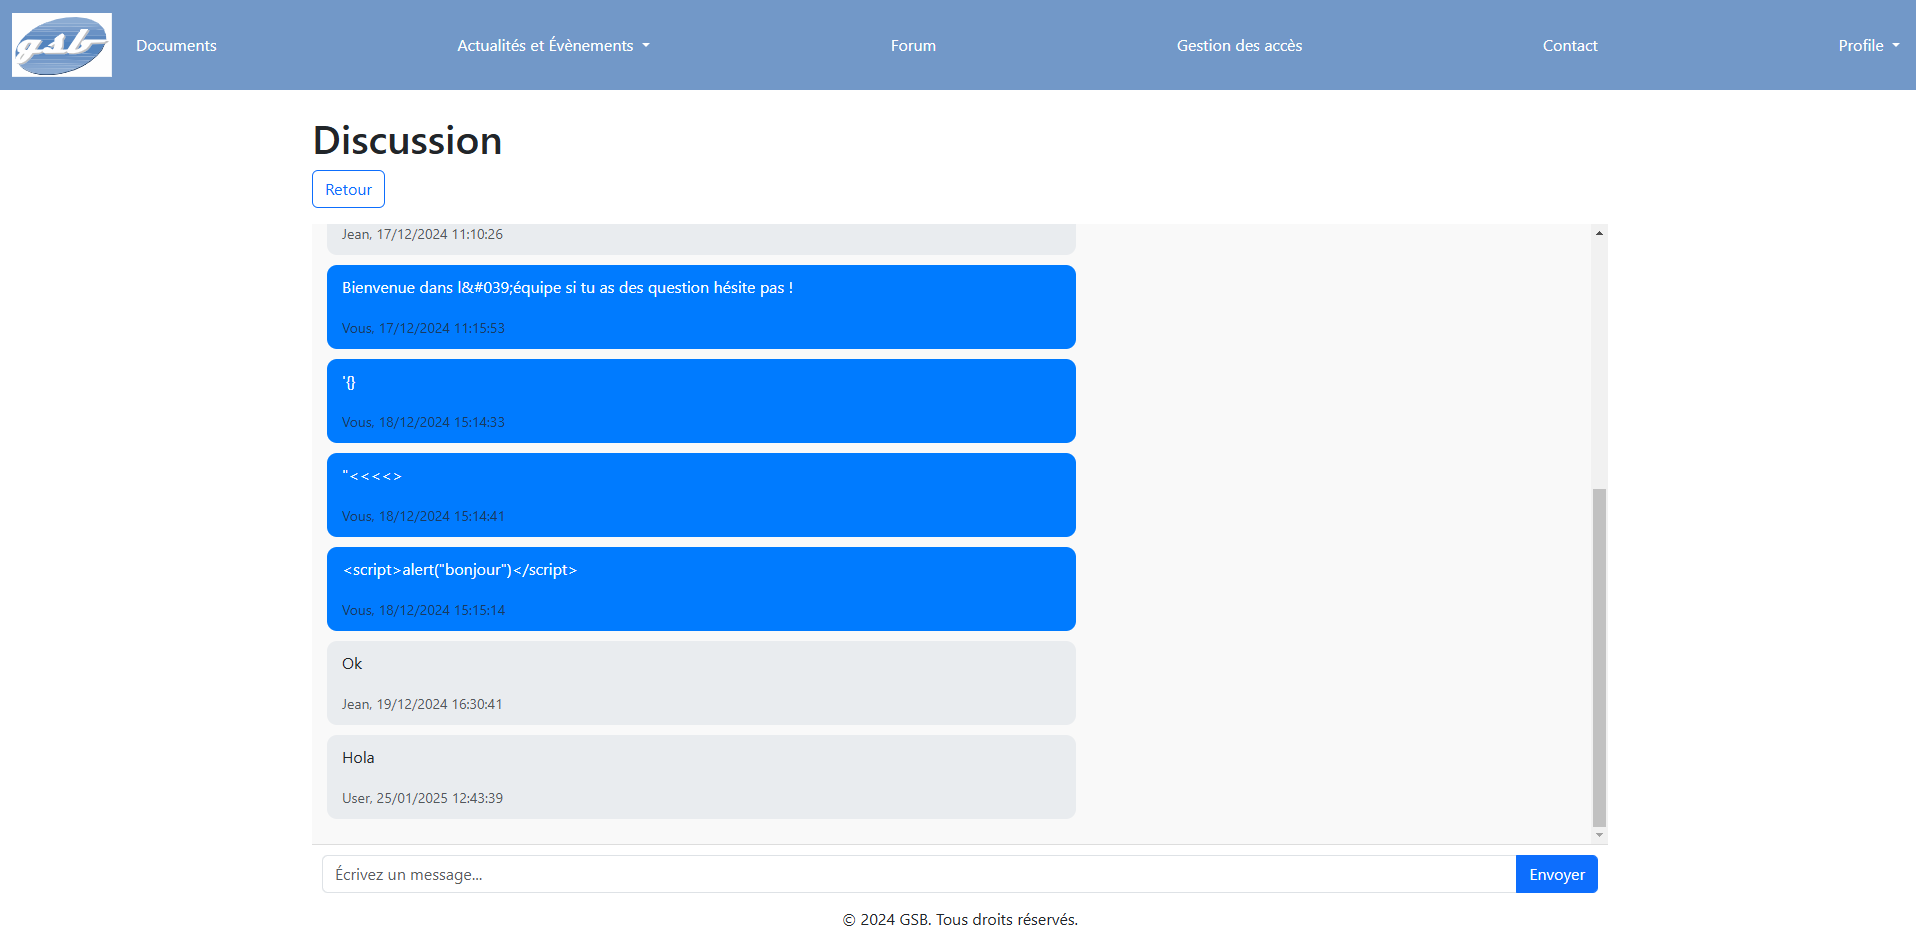 gsb
Documents
Actualités et Évènements
Forum
Gestion des accès
Contact
Profile
Discussion
Retour
Jean, 17/12/2024 11:10:26
Bienvenue dans l&#039;équipe si tu as des question hésite pas !
Vous, 17/12/2024 11:15:53
'{}
Vous, 18/12/2024 15:14:33
"<<<<>
Vous, 18/12/2024 15:14:41
<script>alert("bonjour")</script>
Vous, 18/12/2024 15:15:14
Ok
Jean, 19/12/2024 16:30:41
Hola
User, 25/01/2025 12:43:39
Écrivez un message...
Envoyer
© 2024 GSB. Tous droits réservés.